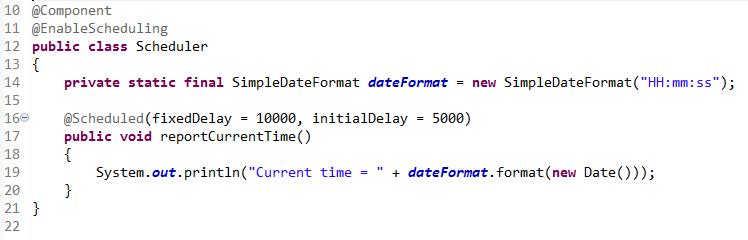 10 @Component
11 @EnableScheduling
12 public class Scheduler
13 {
14     private static final SimpleDateFormat dateFormat = new SimpleDateFormat("HH:mm:ss");
15
16     @Scheduled(fixedDelay = 10000, initialDelay = 5000)
17     public void reportCurrentTime()
18     {
19         System.out.println("Current time = " + dateFormat.format(new Date()));
20     }
21 }
22